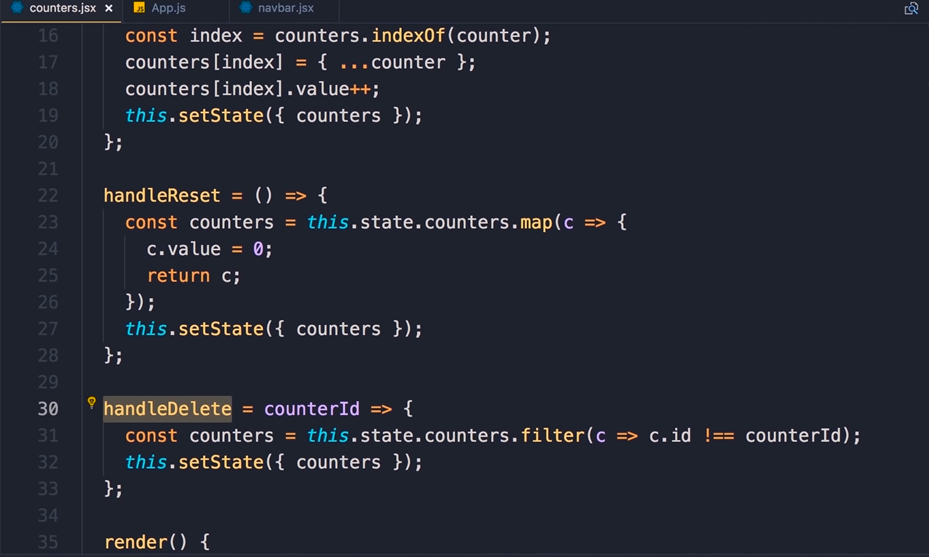 counters.jsx × App.js navbar.jsx
16 const index = counters.indexOf(counter);
17 counters[index] = { ...counter };
18 counters[index].value++;
19 this.setState({ counters });
20 };
21
22 handleReset = () => {
23 const counters = this.state.counters.map(c => {
24 c.value = 0;
25 return c;
26 });
27 this.setState({ counters });
28 };
29
30 handleDelete = counterId => {
31 const counters = this.state.counters.filter(c => c.id !== counterId);
32 this.setState({ counters });
33 };
34
35 render() {